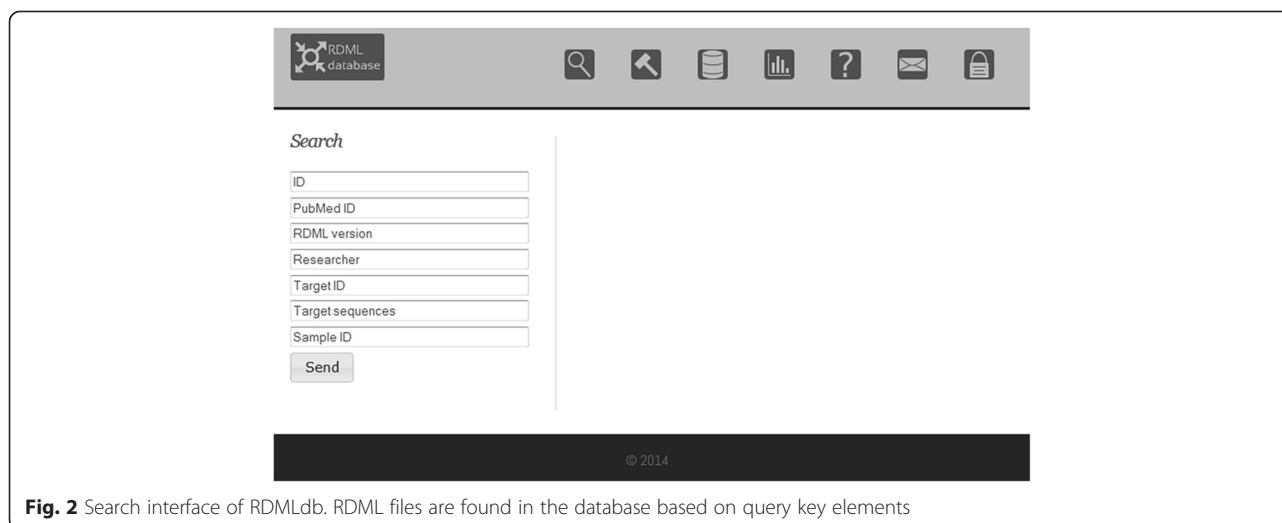 RDML
database
?
Search
ID
PubMed ID
RDML version
Researcher
Target ID
Target sequences
Sample ID
Send
© 2014
Fig. 2 Search interface of RDMLdb. RDML files are found in the database based on query key elements